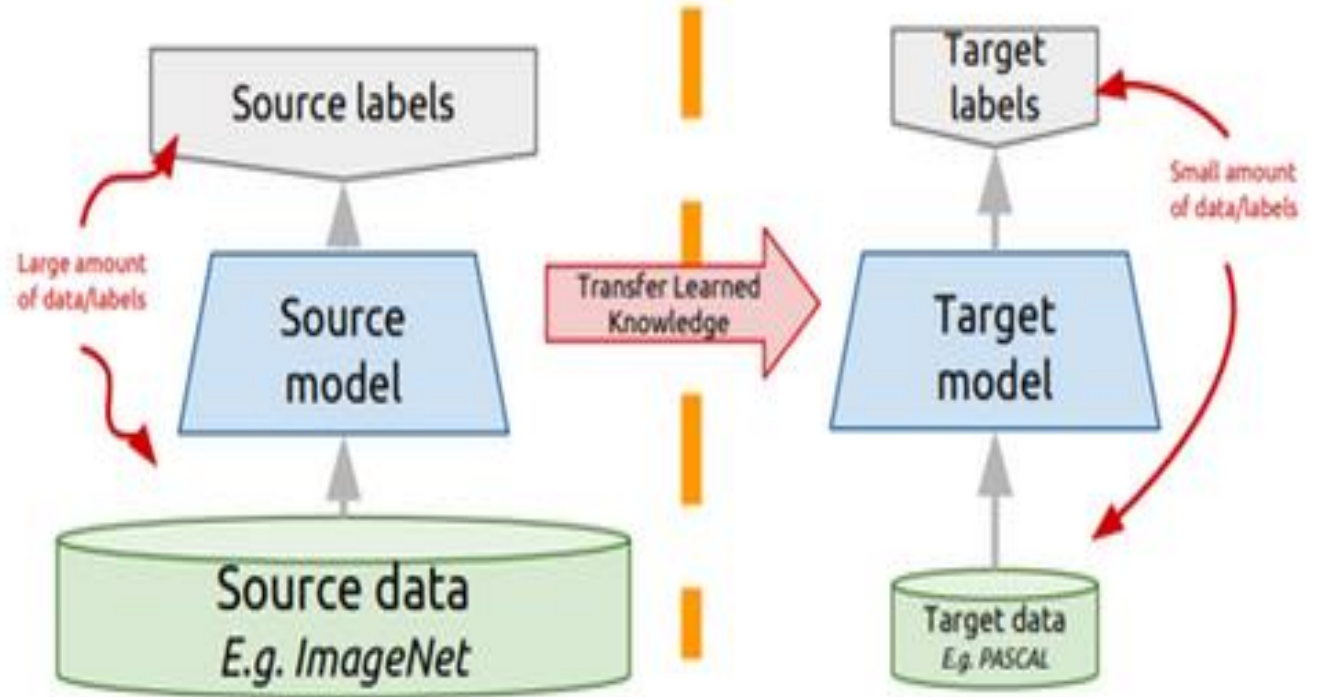 Source labels
Large amount
of data/labels
Source
model
Source data
E.g. ImageNet
Transfer Learned
Knowledge
Target
labels
Small amount
of data/labels
Target
model
Target data
E.g. PASCAL